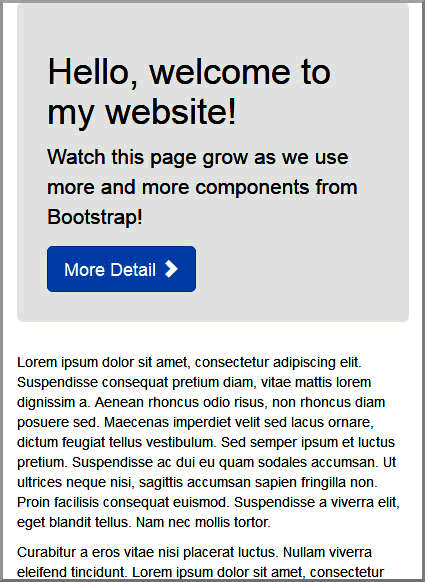 Hello, welcome to
my website!
Watch this page grow as we use
more and more components from
Bootstrap!
More Detail
Lorem ipsum dolor sit amet, consectetur adipiscing elit.
Suspendisse consequat pretium diam, vitae mattis lorem
dignissim a. Aenean rhoncus odio risus, non rhoncus diam
posuere sed. Maecenas imperdiet velit sed lacus ornare,
dictum feugiat tellus vestibulum. Sed semper ipsum et luctus
pretium. Suspendisse ac dui eu quam sodales accumsan. Ut
ultrices neque nisi, sagittis accumsan sapien fringilla non.
Proin facilisis consequat euismod. Suspendisse a viverra elit,
eget blandit tellus. Nam nec mollis tortor.
Curabitur a eros vitae nisi placerat luctus. Nullam viverra
eleifend tincidunt. Lorem ipsum dolor sit amet, consectetur